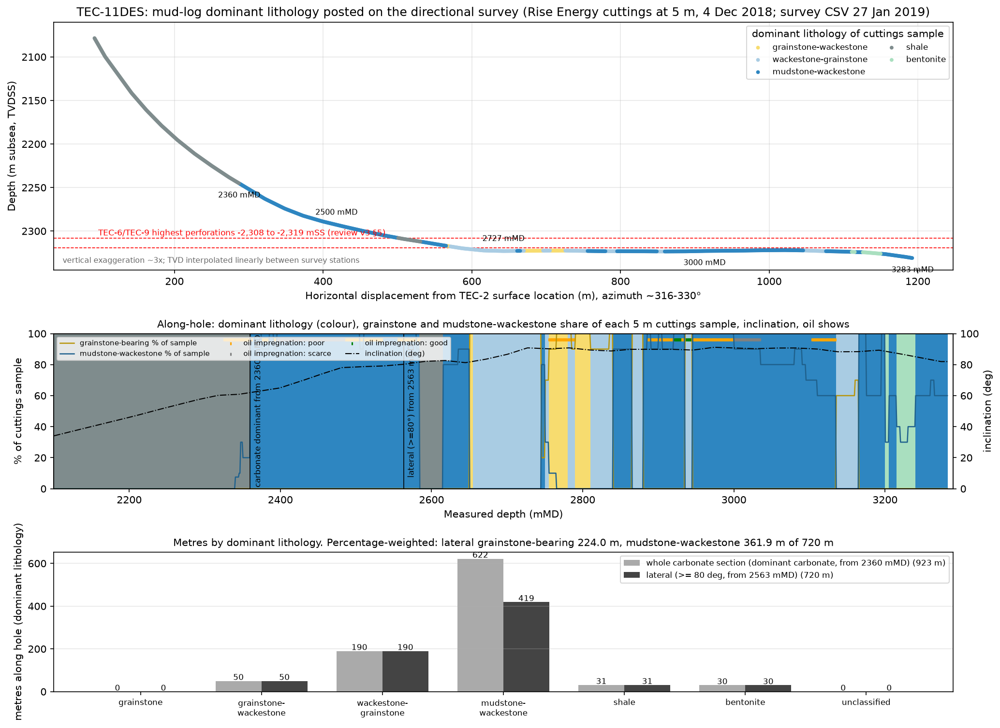 TEC-11DES: mud-log dominant lithology posted on the directional survey (Rise Energy cuttings at 5 m, 4 Dec 2018; survey CSV 27 Jan 2019)
Depth (m subsea, TVDSS)
2100
2150
2200
2250
2300
dominant lithology of cuttings sample
grainstone-wackestone
wackestone-grainstone
mudstone-wackestone
shale
bentonite
2360 mMD
2500 mMD
TEC-6/TEC-9 highest perforations -2,308 to -2,319 mSS (review v3 §5)
2727 mMD
vertical exaggeration ~3x; TVD interpolated linearly between survey stations
3000 mMD
3283 mMD
200 400 600 800 1000 1200
Horizontal displacement from TEC-2 surface location (m), azimuth ~316-330°
Along-hole: dominant lithology (colour), grainstone and mudstone-wackestone share of each 5 m cuttings sample, inclination, oil shows
% of cuttings sample
100
80
60
40
20
0
grainstone-bearing % of sample
mudstone-wackestone % of sample
oil impregnation: poor
oil impregnation: scarce
oil impregnation: good
inclination (deg)
carbonate dominant from 2360 mMD
lateral (>=80°) from 2563 mMD
100
80
60
40
20
0
inclination (deg)
2200 2400 2600 2800 3000 3200
Measured depth (mMD)
Metres by dominant lithology. Percentage-weighted: lateral grainstone-bearing 224.0 m, mudstone-wackestone 361.9 m of 720 m
metres along hole (dominant lithology)
600
400
200
0
whole carbonate section (dominant carbonate, from 2360 mMD) (923 m)
lateral (>= 80 deg, from 2563 mMD) (720 m)
0 0
50 50
190 190
622 419
31 31
30 30
0 0
grainstone
grainstone-
wackestone
wackestone-
grainstone
mudstone-
wackestone
shale
bentonite
unclassified